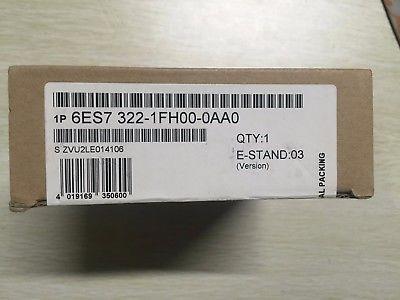 1P 6ES7 322-1FH00-0AA0
S ZVU2LE014106
QTY:1
E-STAND:03
(Version)
4 019169 350600
AL PACKING